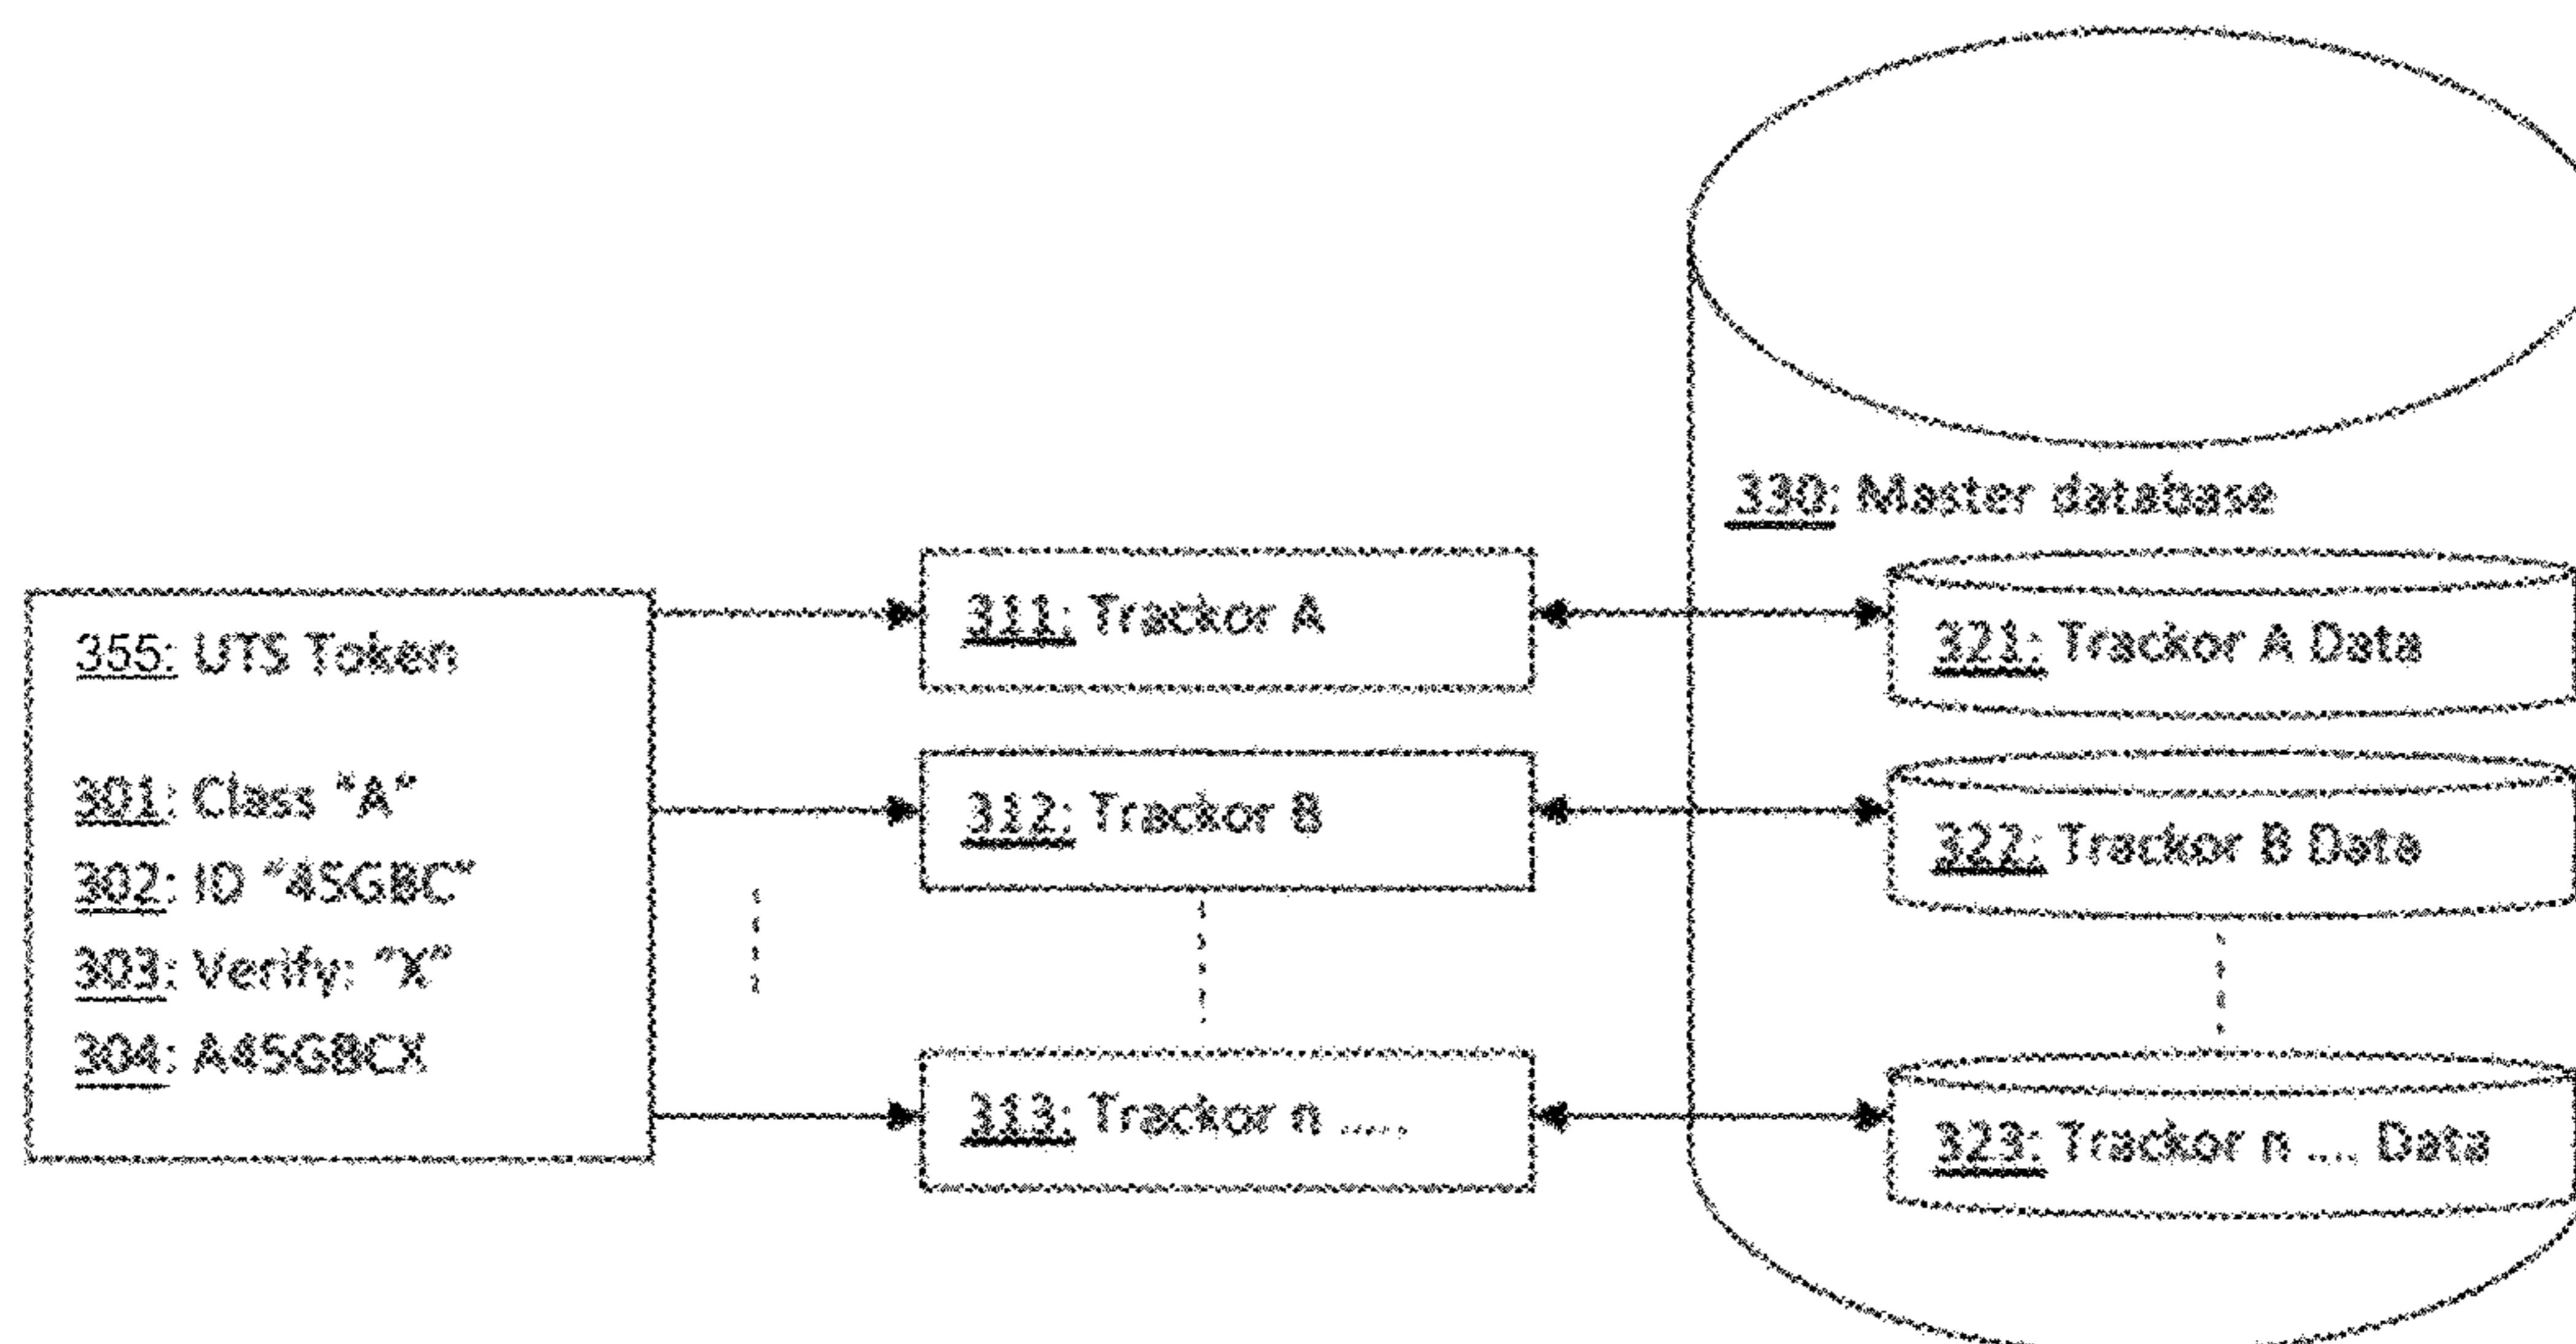 330: Master database
311: Trackor A
321: Trackor A Data
355: UTS Token
301: Class "A"
302: ID "45GBC"
303: Verify: "X"
304: A45GBCX
312: Trackor B
322: Trackor B Data
313: Trackor n .....
323: Trackor n .... Data